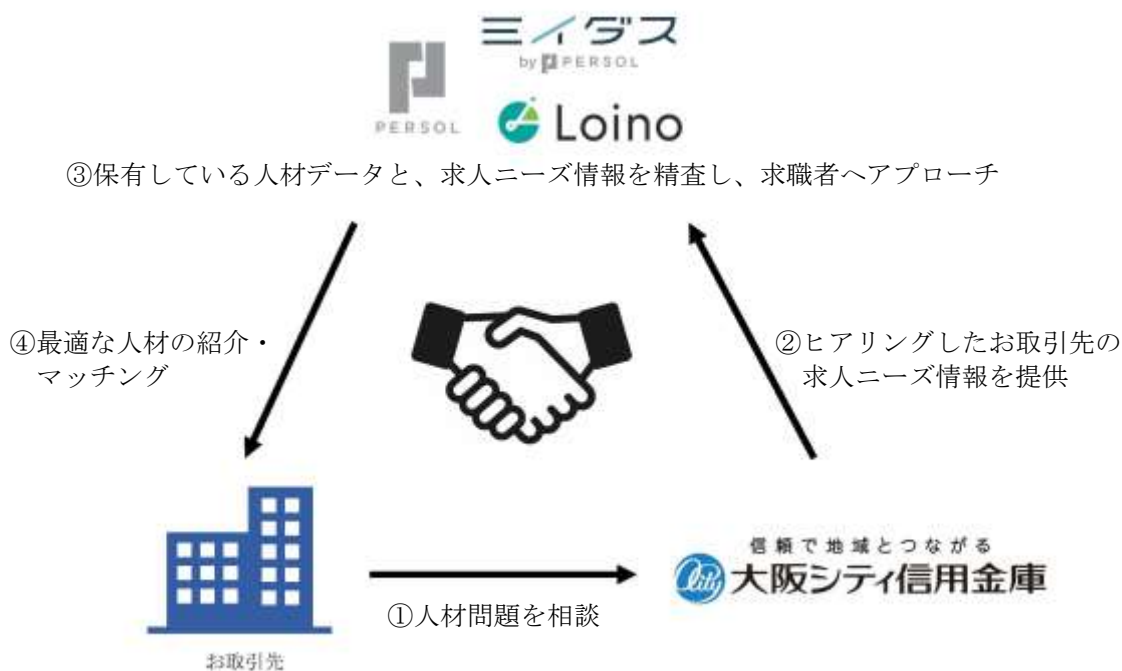 ミイダス
by PERSOL
PERSOL
Loino
③保有している人材データと、求人ニーズ情報を精査し、求職者へアプローチ
④最適な人材の紹介・
マッチング
②ヒアリングしたお取引先の
求人ニーズ情報を提供
信頼で地域とつながる
City
大阪シティ信用金庫
①人材問題を相談
お取引先